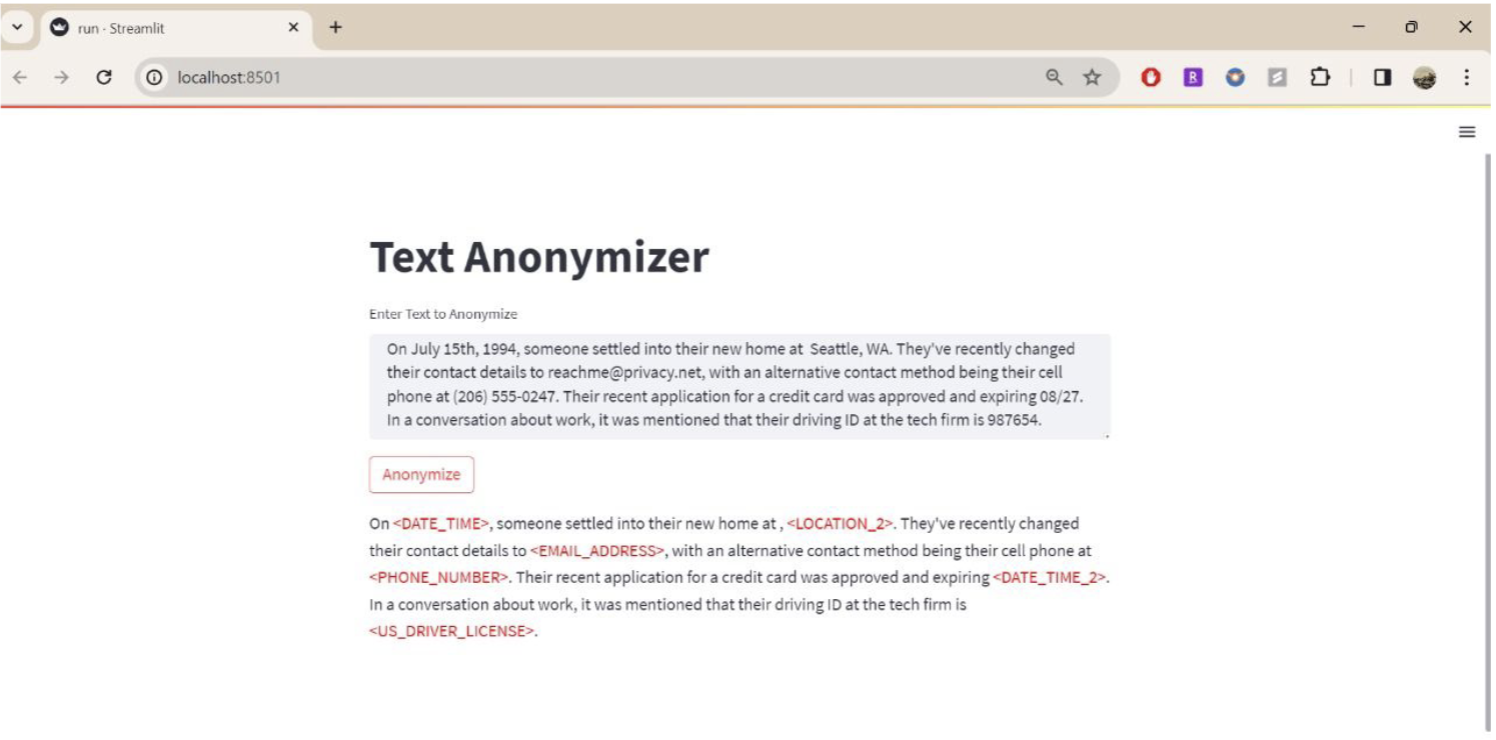 run - Streamlit
localhost:8501
Text Anonymizer
Enter Text to Anonymize
On July 15th, 1994, someone settled into their new home at  Seattle, WA. They've recently changed
their contact details to reachme@privacy.net, with an alternative contact method being their cell
phone at (206) 555-0247. Their recent application for a credit card was approved and expiring 08/27.
In a conversation about work, it was mentioned that their driving ID at the tech firm is 987654.
Anonymize
On <DATE_TIME>, someone settled into their new home at , <LOCATION_2>. They've recently changed
their contact details to <EMAIL_ADDRESS>, with an alternative contact method being their cell phone at
<PHONE_NUMBER>. Their recent application for a credit card was approved and expiring <DATE_TIME_2>.
In a conversation about work, it was mentioned that their driving ID at the tech firm is
<US_DRIVER_LICENSE>.